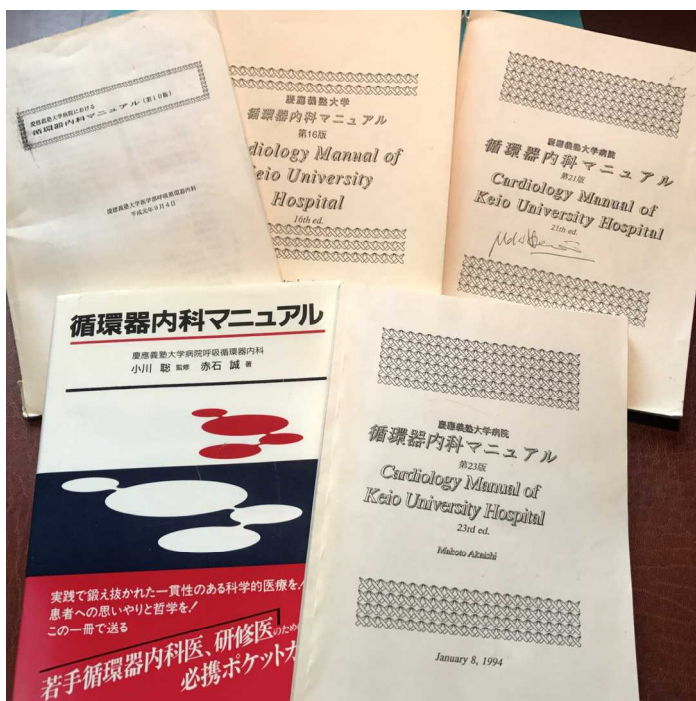 慶應義塾大学病院における
循環器内科マニュアル(第10版)
慶應義塾大学医学部呼吸循環器内科
平成元年9月4日
慶應義塾大学
循環器内科マニュアル
第16版
diology Manual of
eio University
Hospital
16th ed.
慶應義塾大学病院
循環器内科マニュアル
第21版
Cardiology Manual of
Keio University Hospital
21th ed.
循環器内科マニュアル
慶應義塾大学病院呼吸循環器内科
小川 聡 監修 赤石 誠 著
実践で鍛え抜かれた一貫性のある科学的医療を!
患者への思いやりと哲学を!
この一冊で送る
若手循環器内科医、研修医のため
必携ポケットガ
慶應義塾大学病院
循環器内科マニュアル
第23版
Cardiology Manual of
Keio University Hospital
23rd ed.
Makoto Akaishi
January 8, 1994